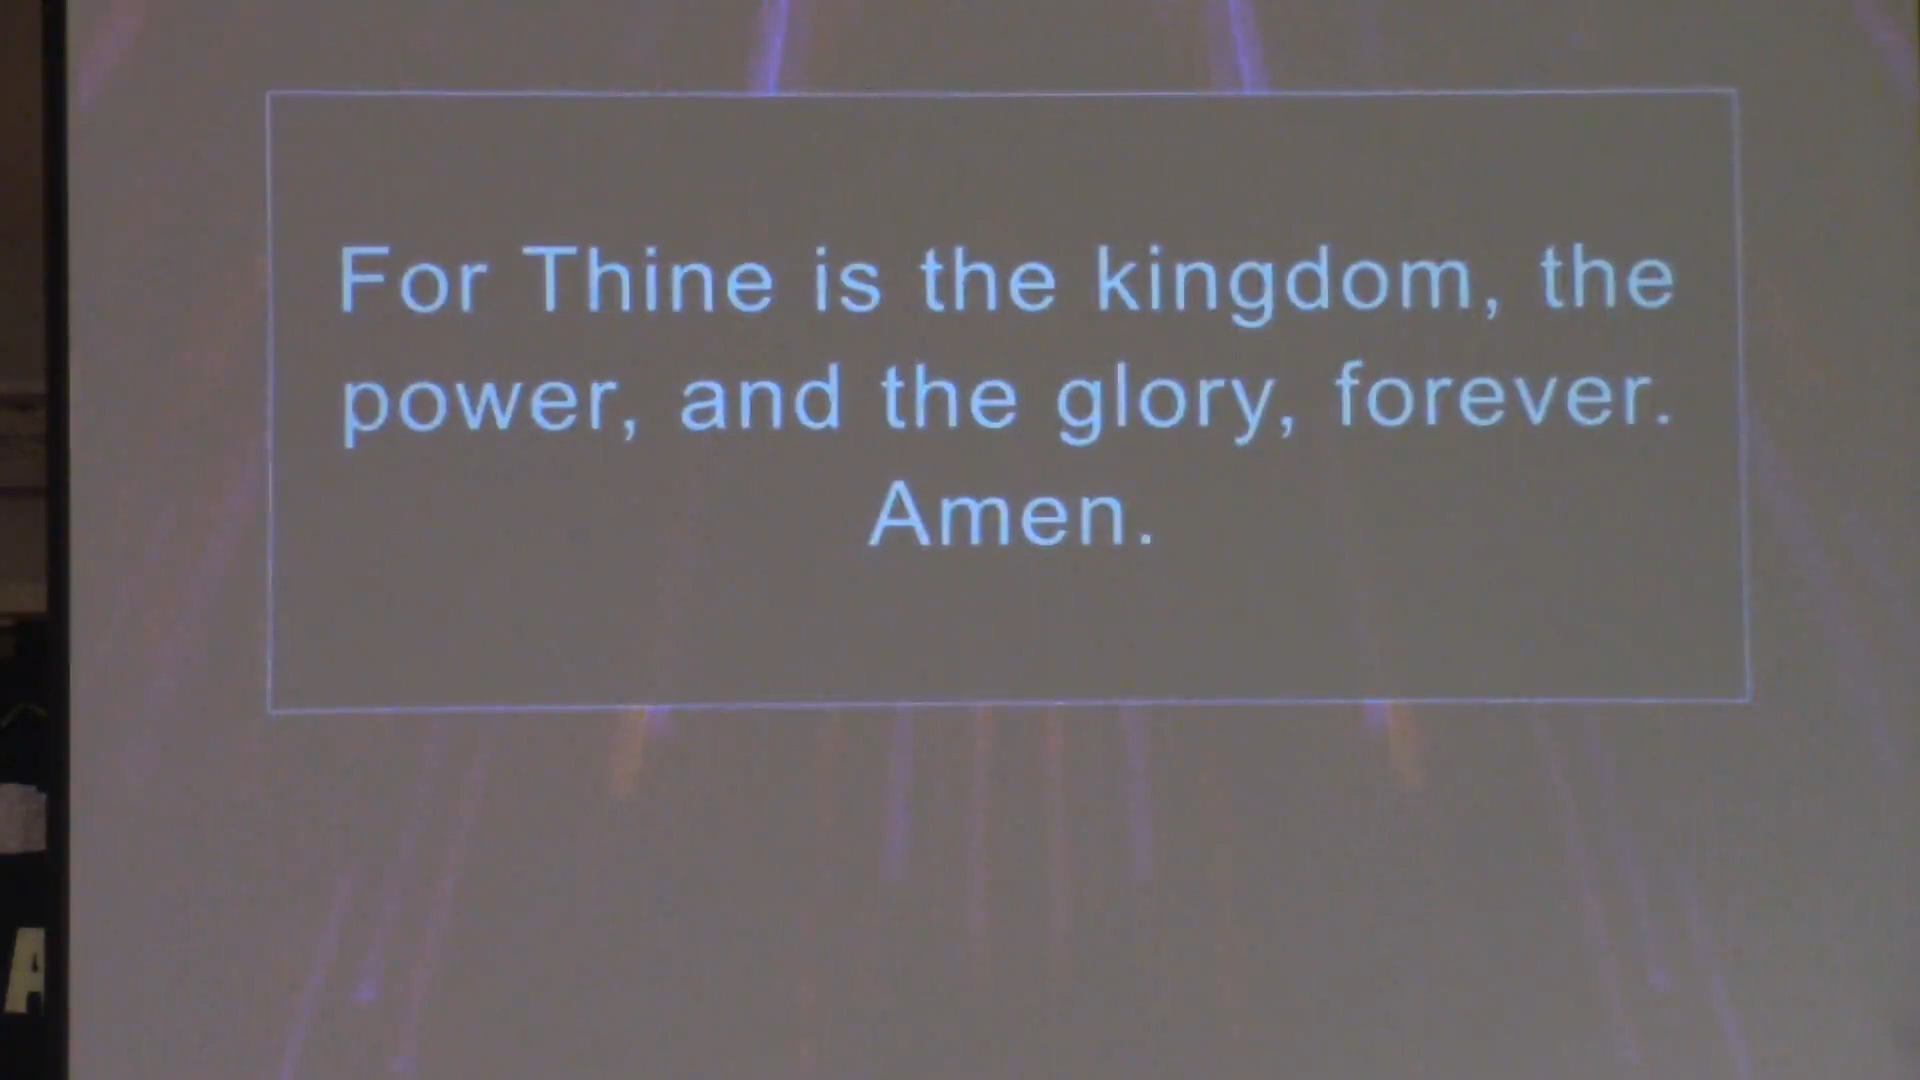 For Thine is the kingdom, the
power, and the glory, forever.
Amen.
A